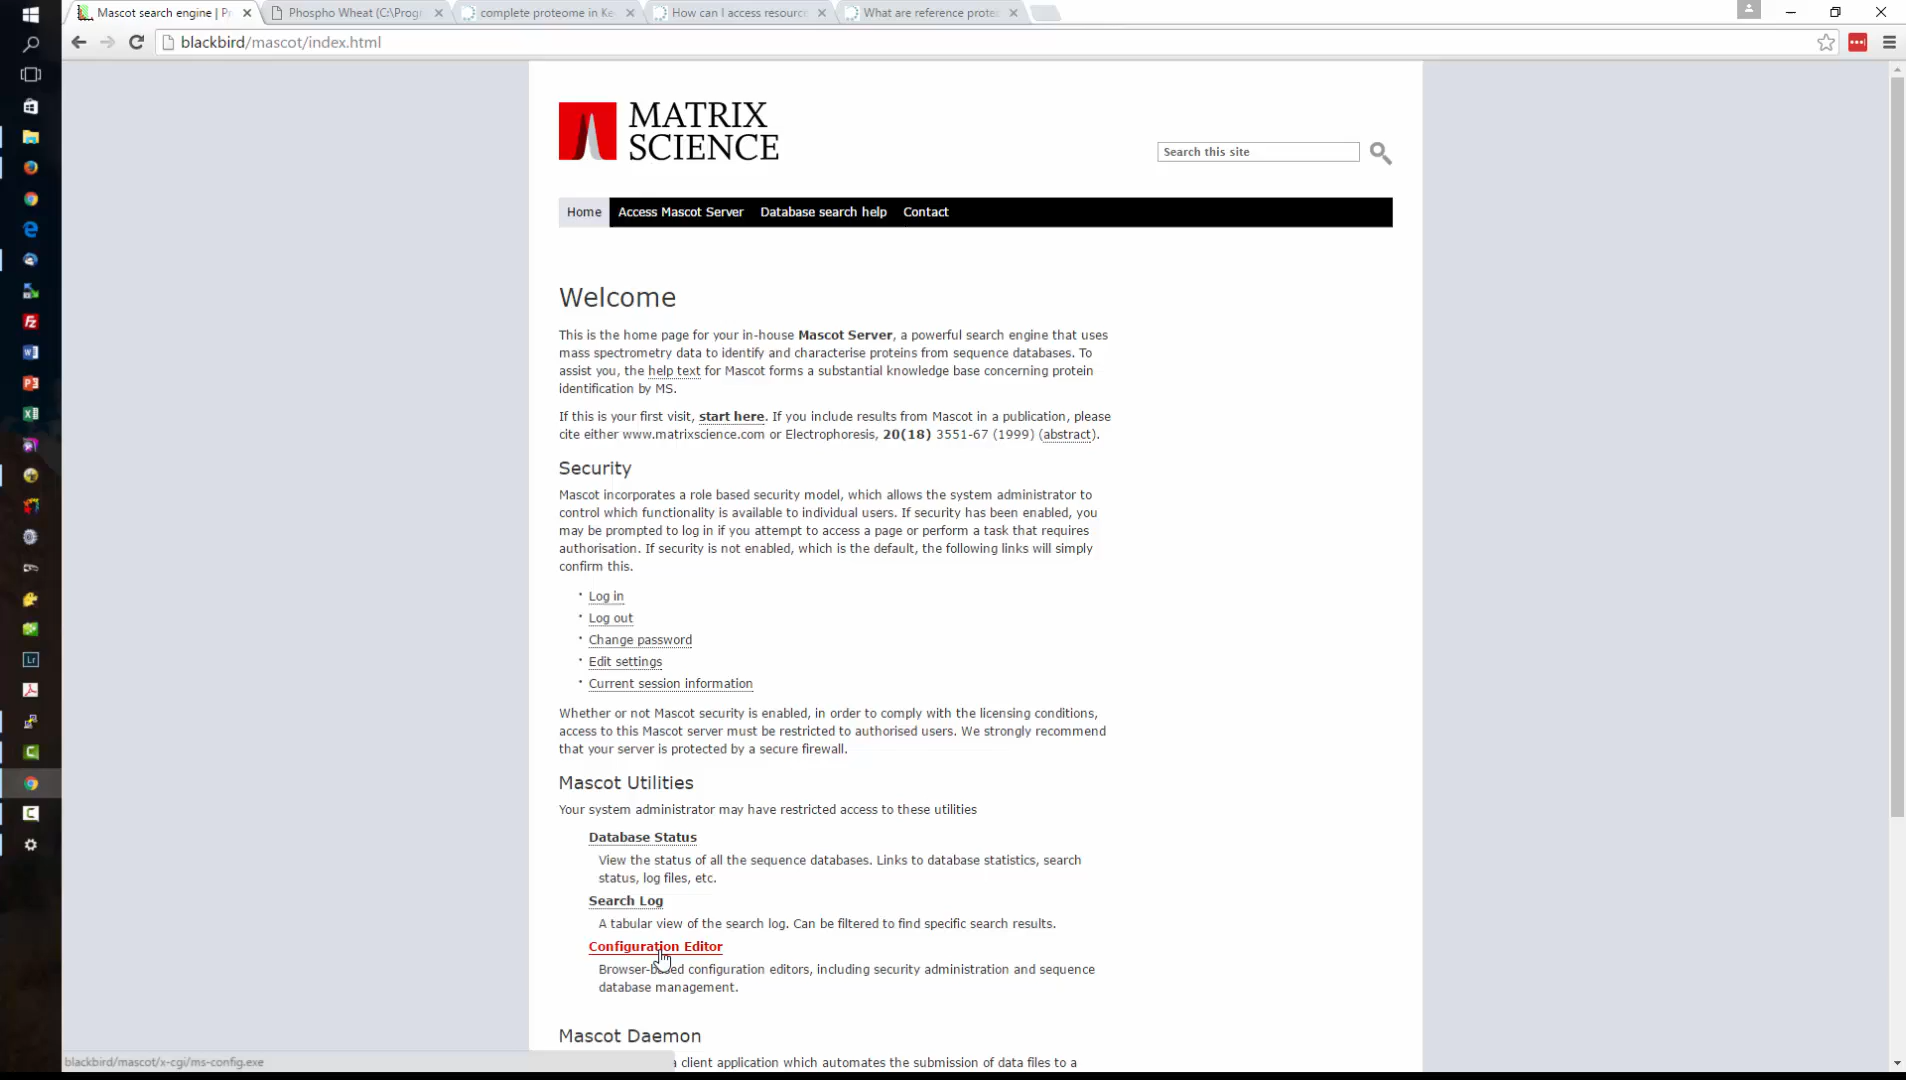 Mascot search engine | P
Phospho Wheat (C:\Progr
complete proteome in Ke
How can I access resourc
What are reference prote
blackbird/mascot/index.html
MATRIX
SCIENCE
Search this site
Home
Access Mascot Server
Database search help
Contact
Welcome
This is the home page for your in-house Mascot Server, a powerful search engine that uses
mass spectrometry data to identify and characterise proteins from sequence databases. To
assist you, the help text for Mascot forms a substantial knowledge base concerning protein
identification by MS.
If this is your first visit, start here. If you include results from Mascot in a publication, please
cite either www.matrixscience.com or Electrophoresis, 20(18) 3551-67 (1999) (abstract).
Security
Mascot incorporates a role based security model, which allows the system administrator to
control which functionality is available to individual users. If security has been enabled, you
may be prompted to log in if you attempt to access a page or perform a task that requires
authorisation. If security is not enabled, which is the default, the following links will simply
confirm this.
Log in
Log out
Change password
Edit settings
Current session information
Whether or not Mascot security is enabled, in order to comply with the licensing conditions,
access to this Mascot server must be restricted to authorised users. We strongly recommend
that your server is protected by a secure firewall.
Mascot Utilities
Your system administrator may have restricted access to these utilities
Database Status
View the status of all the sequence databases. Links to database statistics, search
status, log files, etc.
Search Log
A tabular view of the search log. Can be filtered to find specific search results.
Configuration Editor
Browser-based configuration editors, including security administration and sequence
database management.
Mascot Daemon
a client application which automates the submission of data files to a
blackbird/mascot/x-cgi/ms-config.exe